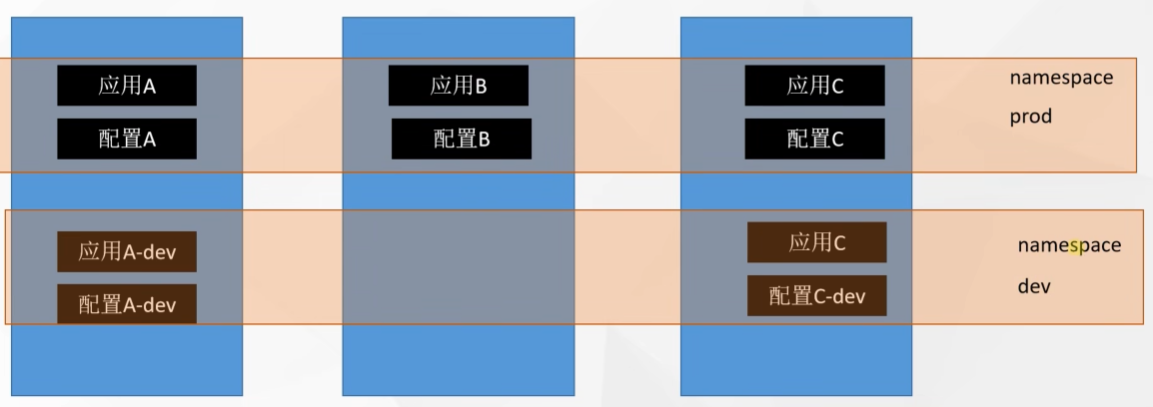 应用A
应用B
应用C
namespace
配置A
配置B
配置C
prod
应用A-dev
应用C
namespace
配置A-dev
配置C-dev
dev